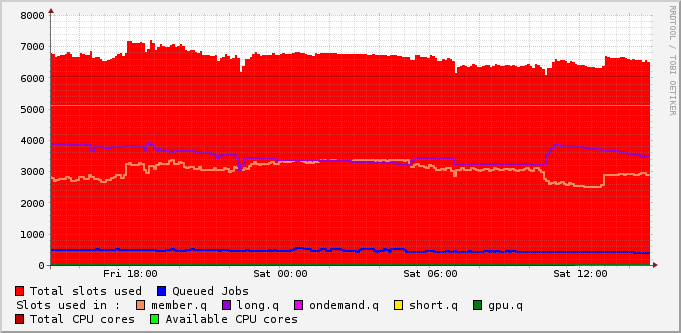 8000
7000
6000
5000
4000
3000
2000
1000
0
Fri 18:00 Sat 00:00 Sat 06:00 Sat 12:00
Total slots used Queued Jobs
Slots used in : member.q long.q ondemand.q short.q gpu.q
Total CPU cores Available CPU cores
RRDTOOL / TOBI OETIKER